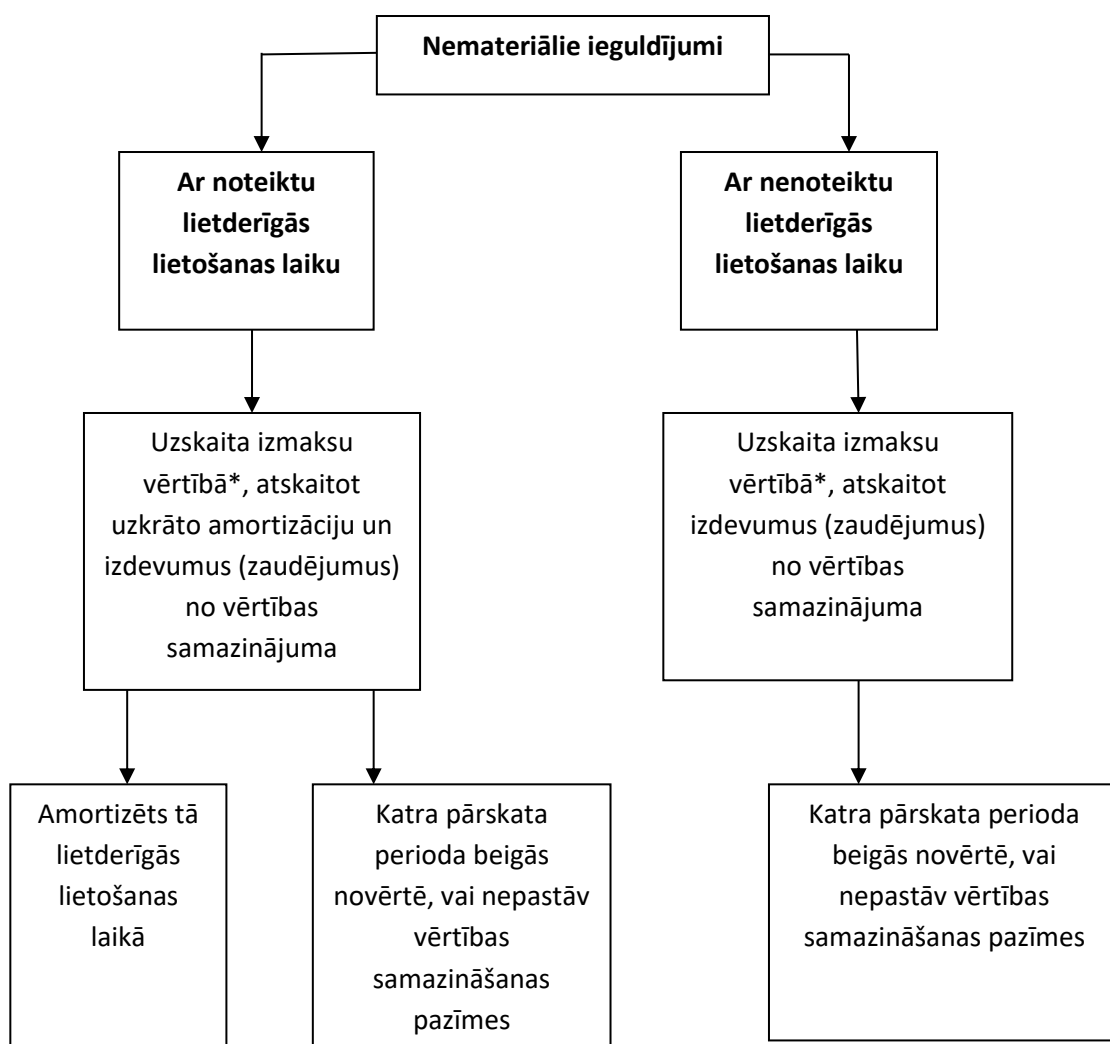 Nemateriālie ieguldījumi
Ar noteiktu
lietderīgās
lietošanas laiku
Ar nenoteiktu
lietderīgās
lietošanas laiku
Uzskaita izmaksu
vērtībā*, atskaitot
uzkrāto amortizāciju un
izdevumus (zaudējumus)
no vērtības
samazinājuma
Uzskaita izmaksu
vērtībā*, atskaitot
izdevumus (zaudējumus)
no vērtības
samazinājuma
Amortizēts tā
lietderīgās
lietošanas
laikā
Katra pārskata
perioda beigās
novērtē, vai nepastāv
vērtības
samazināšanas
pazīmes
Katra pārskata perioda
beigās novērtē, vai
nepastāv vērtības
samazināšanas pazīmes